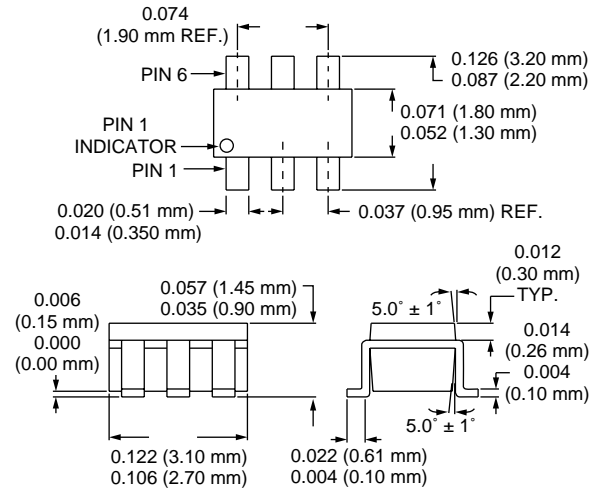 0.074
(1.90 mm REF.)
PIN 6
0.126 (3.20 mm)
0.087 (2.20 mm)
0.071 (1.80 mm)
0.052 (1.30 mm)
PIN 1
INDICATOR
PIN 1
0.020 (0.51 mm)
0.014 (0.350 mm)
0.037 (0.95 mm) REF.
0.006
(0.15 mm)
0.000
(0.00 mm)
0.057 (1.45 mm)
0.035 (0.90 mm)
0.122 (3.10 mm)
0.106 (2.70 mm)
5.0° ± 1°
0.012
(0.30 mm)
TYP.
0.014
(0.26 mm)
0.004
(0.10 mm)
5.0° ± 1°
0.022 (0.61 mm)
0.004 (0.10 mm)